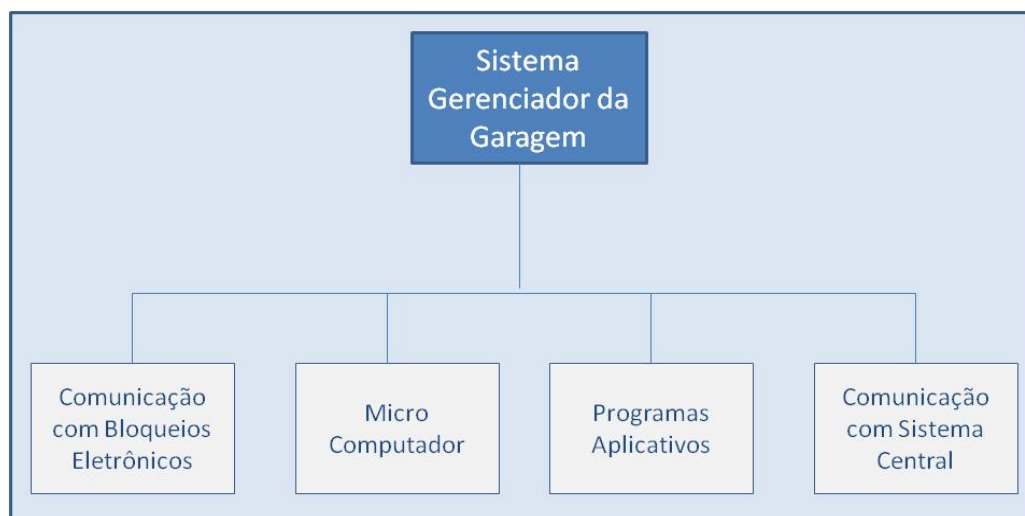 Sistema
Gerenciador da
Garagem
Comunicação
com Bloqueios
Eletrônicos
Micro
Computador
Programas
Aplicativos
Comunicação
com Sistema
Central